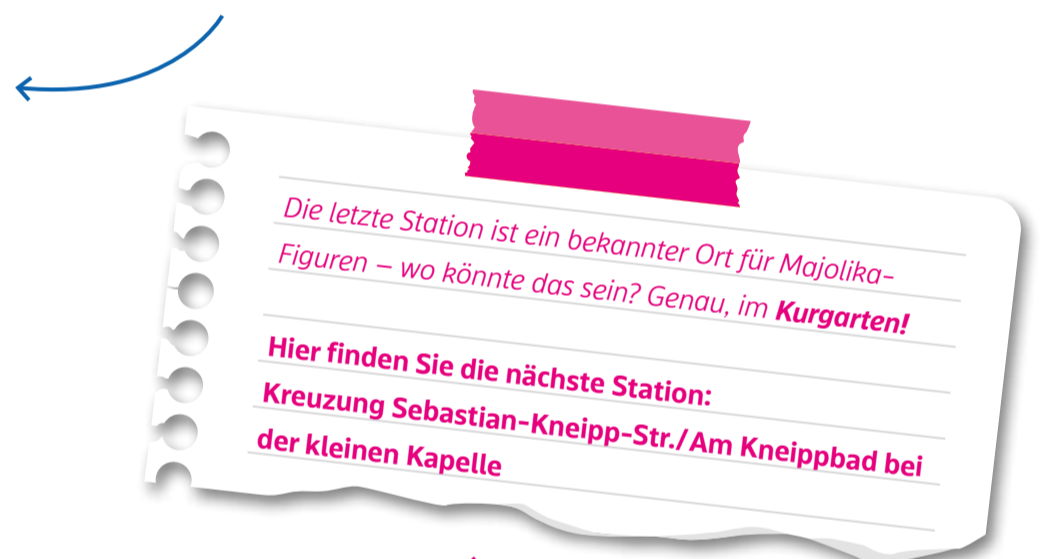 Die letzte Station ist ein bekannter Ort für Majolika-
Figuren – wo könnte das sein? Genau, im Kurgarten!
Hier finden Sie die nächste Station:
Kreuzung Sebastian-Kneipp-Str./Am Kneippbad bei
der kleinen Kapelle